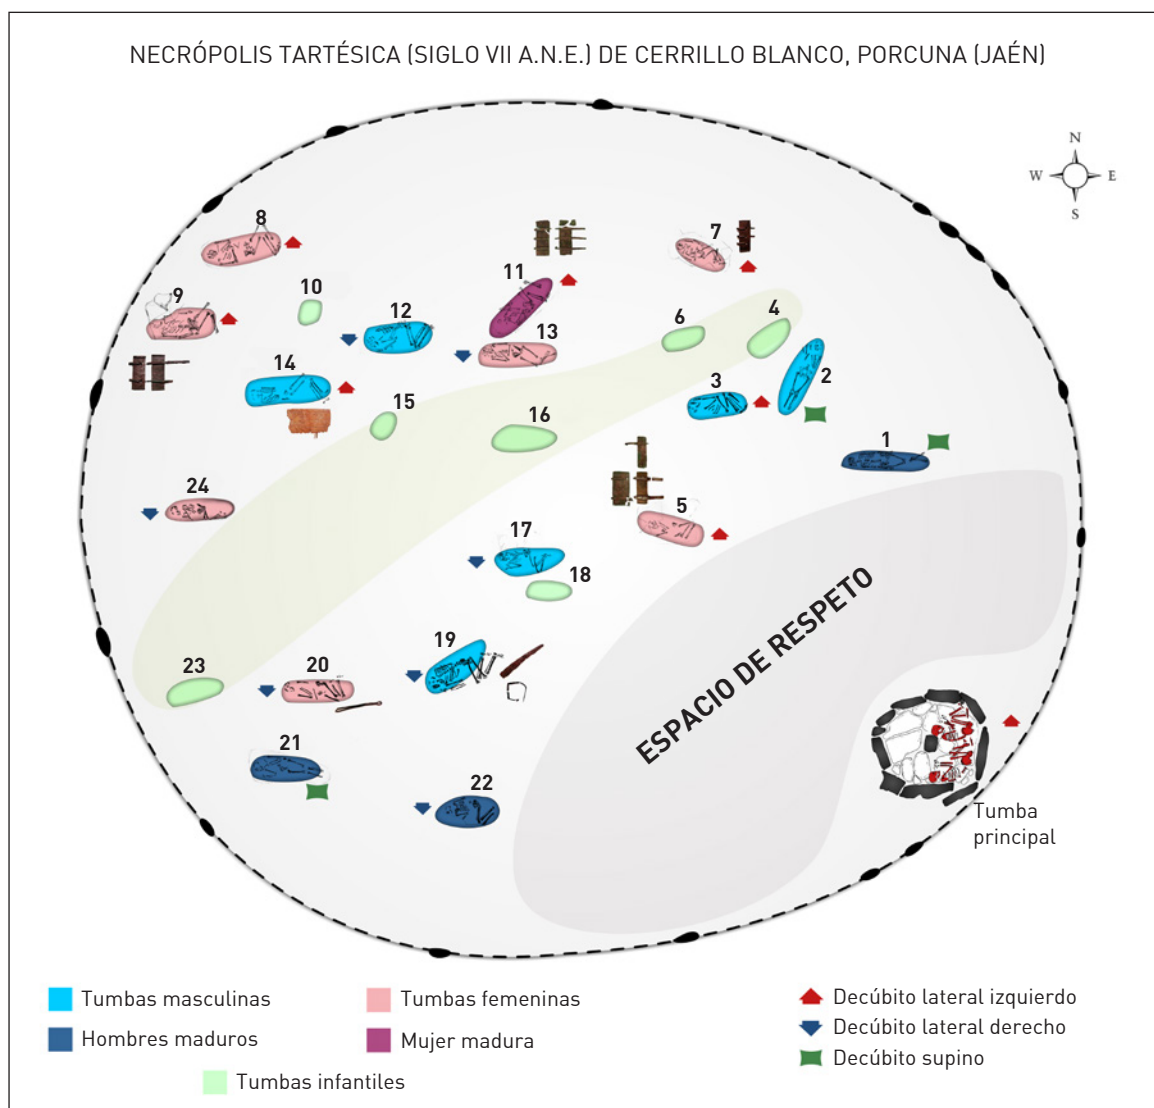 NECRÓPOLIS TARTÉSICA (SIGLO VII A.N.E.) DE CERRILLO BLANCO, PORCUNA (JAÉN)
N
W E
S
8
7
11
10
9
12
13
6
4
14
3
2
15
16
1
24
5
17
18
19
23
20
21
22
ESPACIO DE RESPETO
Tumba
principal
Tumbas masculinas
Hombres maduros
Tumbas femeninas
Mujer madura
Tumbas infantiles
Decúbito lateral izquierdo
Decúbito lateral derecho
Decúbito supino